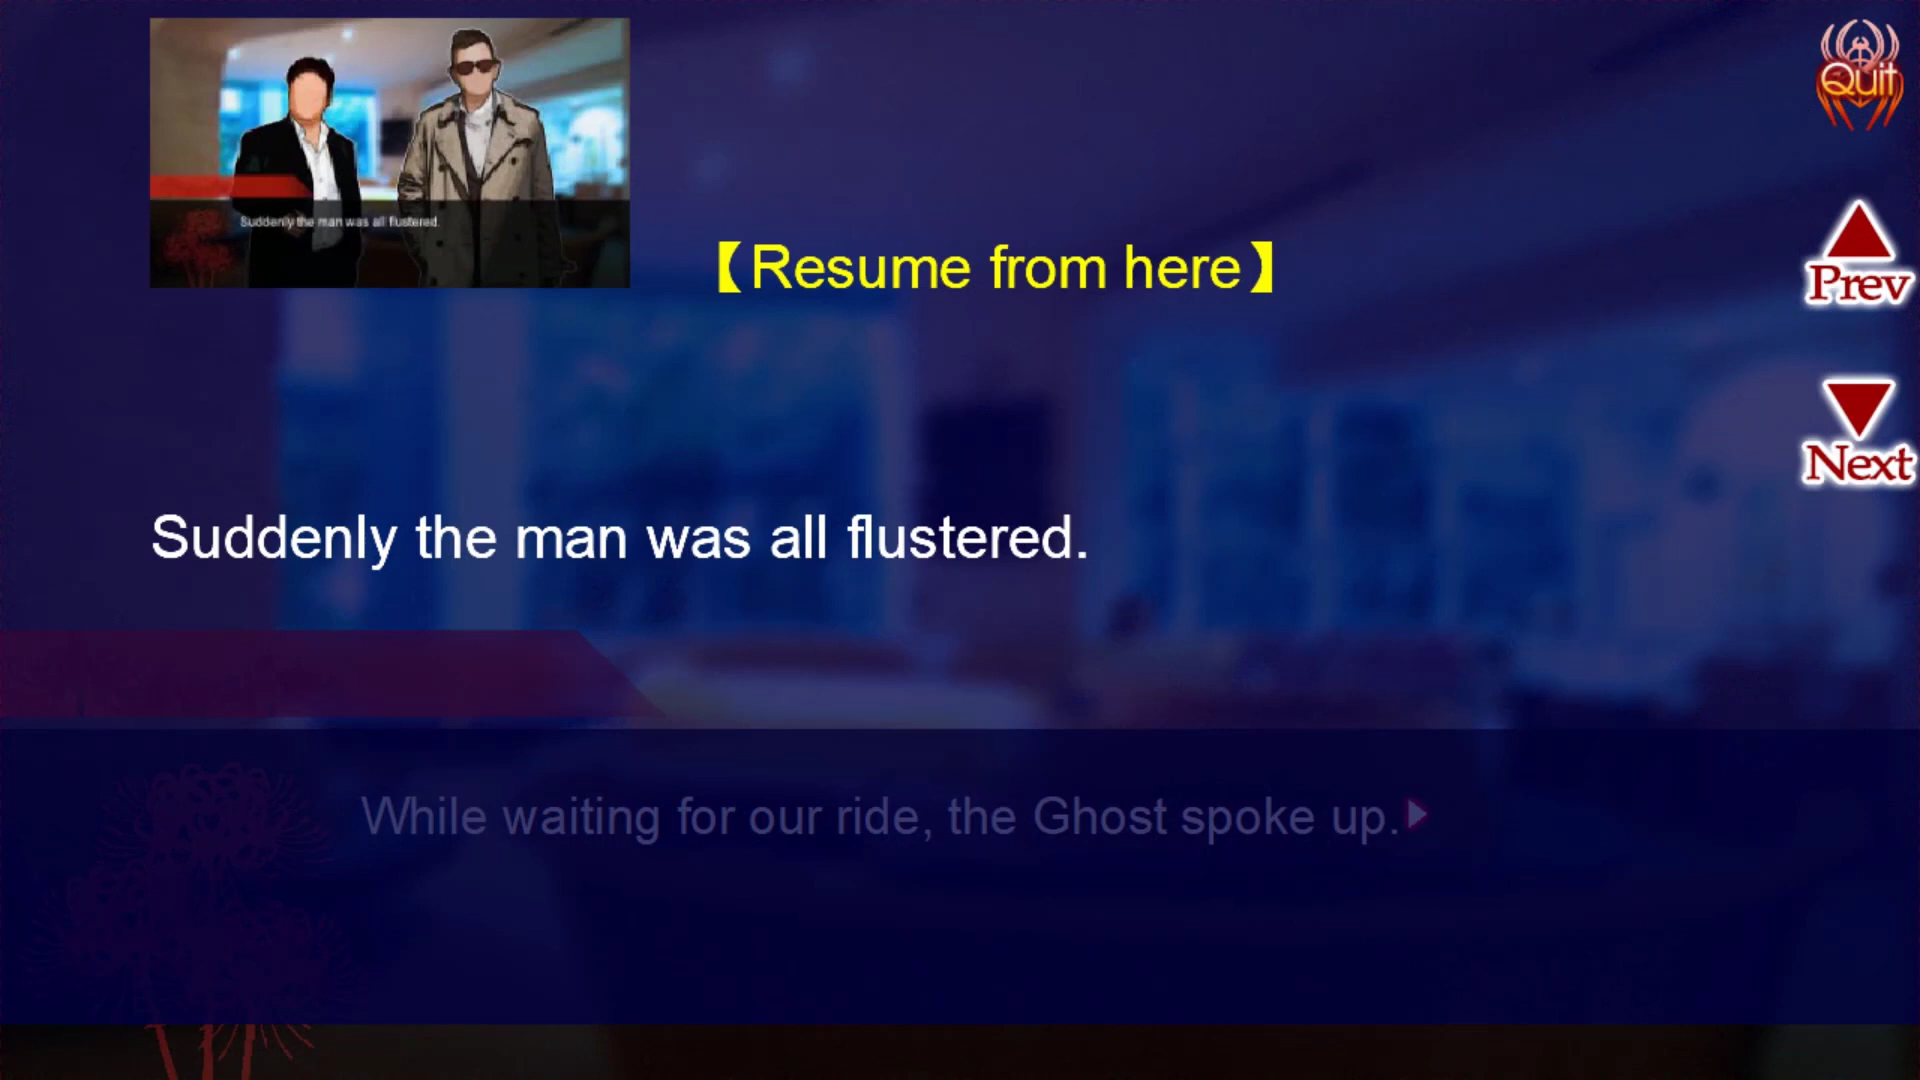 Suddenly the man was all flustered.
Quit
【Resume from here】
Prev
Next
Suddenly the man was all flustered.
While waiting for our ride, the Ghost spoke up.